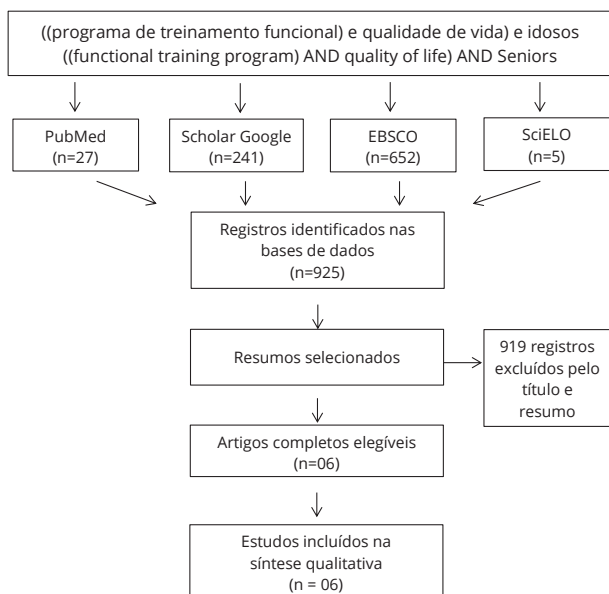 ((programa de treinamento funcional) e qualidade de vida) e idosos
((functional training program) AND quality of life) AND Seniors
PubMed
(n=27)
Scholar Google
(n=241)
EBSCO
(n=652)
SciELO
(n=5)
Registros identificados nas
bases de dados
(n=925)
Resumos selecionados
919 registros
excluídos pelo
título e
resumo
Artigos completos elegíveis
(n=06)
Estudos incluídos na
síntese qualitativa
(n = 06)